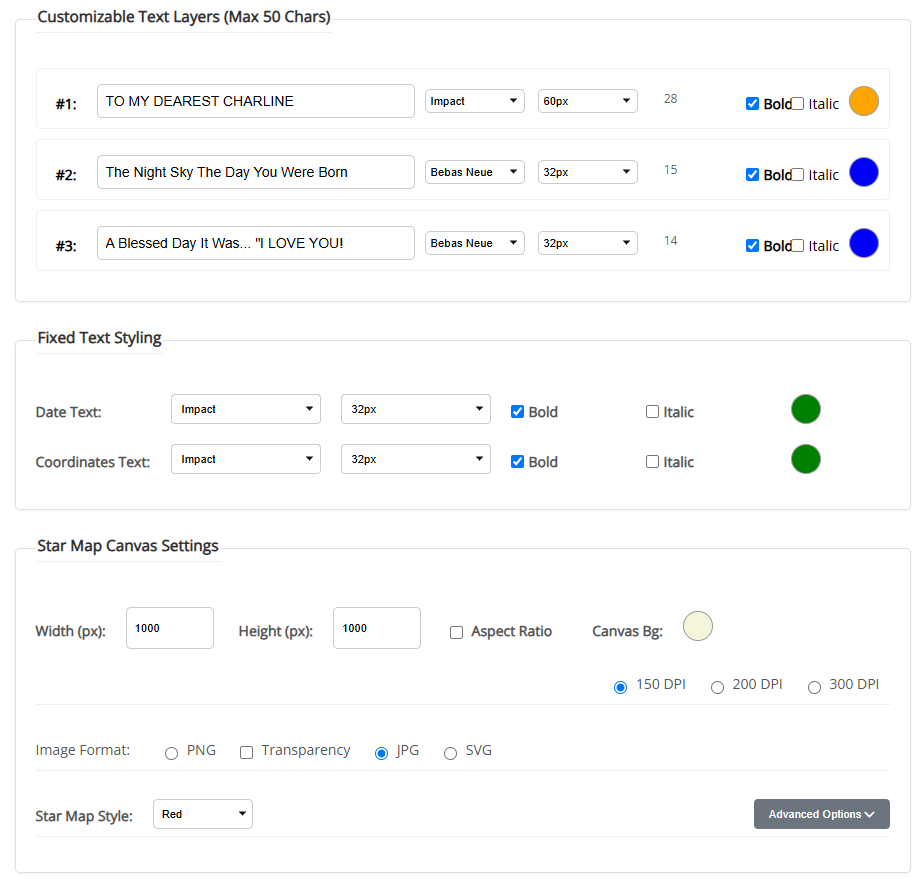 Customizable Text Layers (Max 50 Chars)
#1: TO MY DEAREST CHARLINE Impact 60px 28 Bold Italic
#2: The Night Sky The Day You Were Born Bebas Neue 32px 15 Bold Italic
#3: A Blessed Day It Was... "I LOVE YOU! Bebas Neue 32px 14 Bold Italic
Fixed Text Styling
Date Text: Impact 32px Bold Italic
Coordinates Text: Impact 32px Bold Italic
Star Map Canvas Settings
Width (px): 1000 Height (px): 1000 Aspect Ratio Canvas Bg:
150 DPI 200 DPI 300 DPI
Image Format: PNG Transparency JPG SVG
Star Map Style: Red Advanced Options